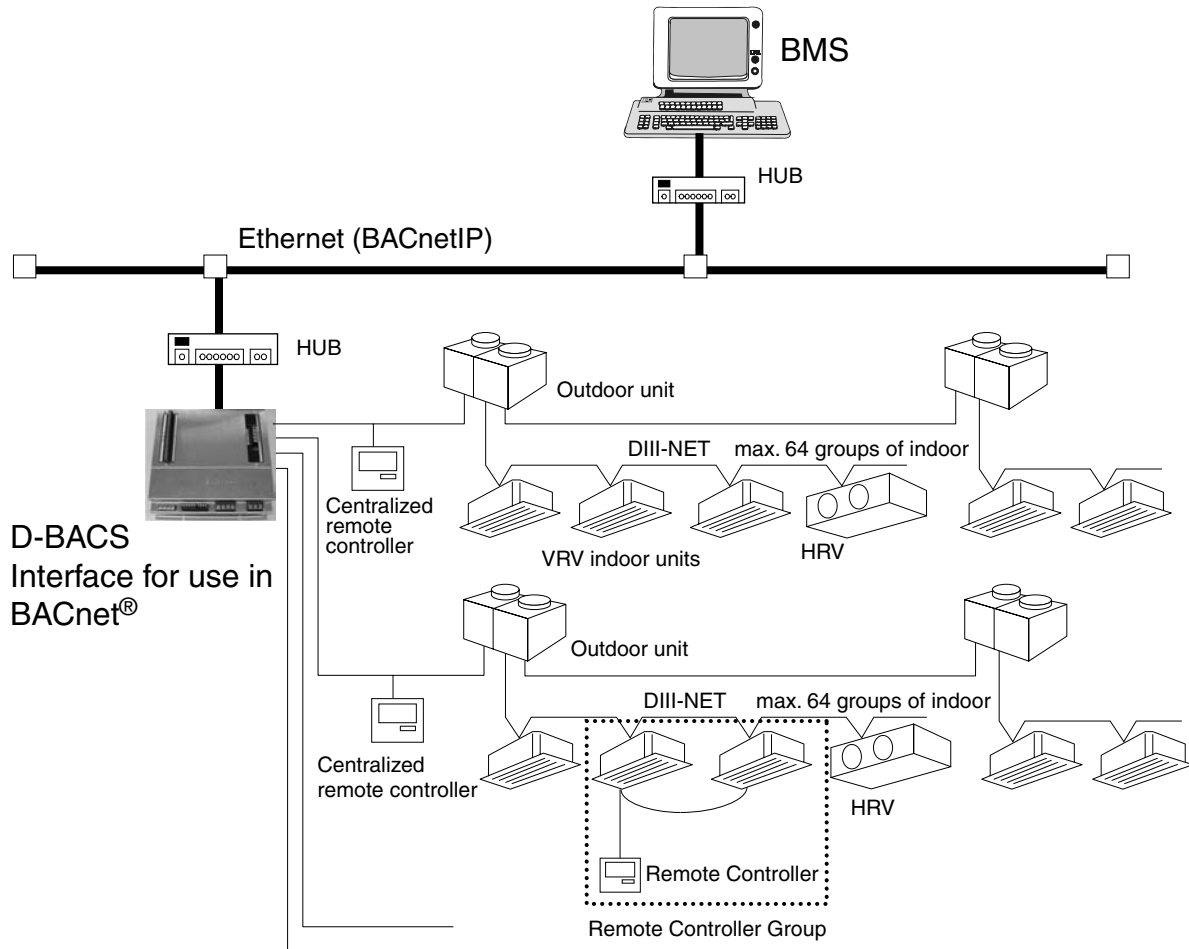 BMS
HUB
Ethernet (BACnetIP)
HUB
Outdoor unit
DIII-NET max. 64 groups of indoor
Centralized
remote
controller
VRV indoor units
HRV
D-BACS
Interface for use in
BACnet®
Outdoor unit
DIII-NET max. 64 groups of indoor
Centralized
remote controller
HRV
Remote Controller
Remote Controller Group